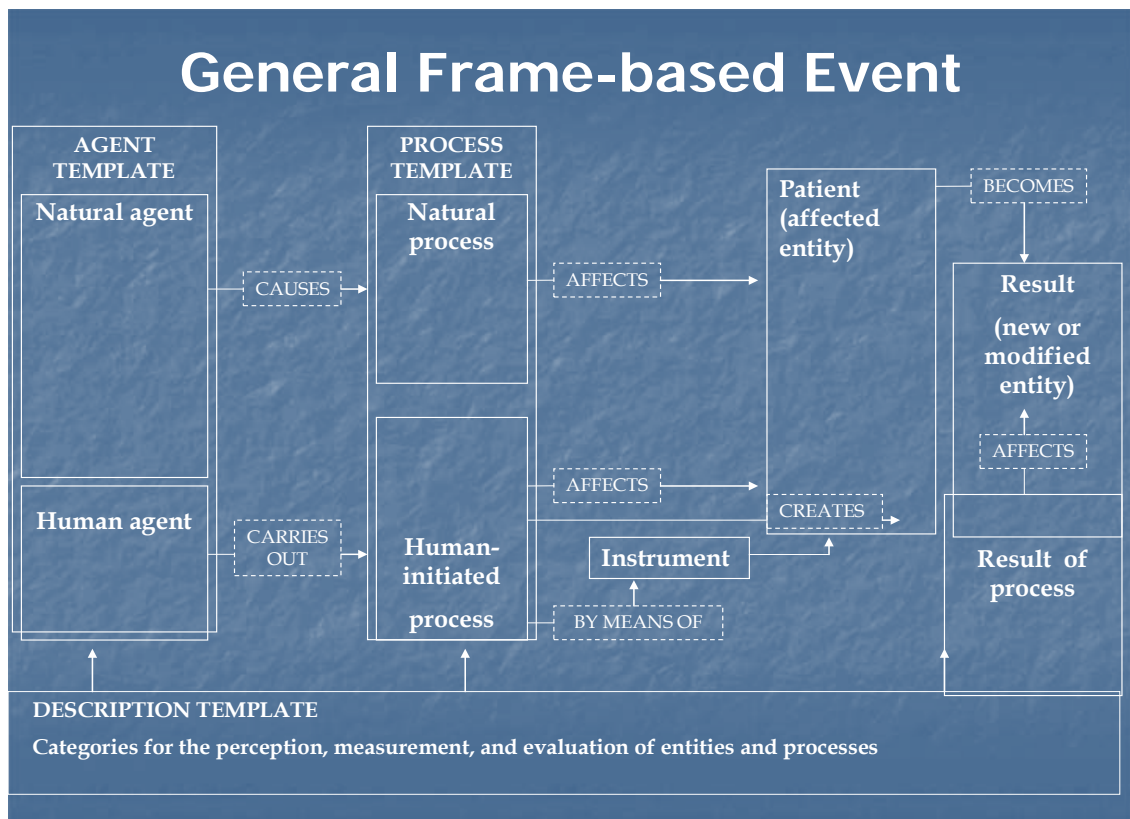 General Frame-based Event
AGENT
TEMPLATE
Natural agent
Human agent
CAUSES
CARRIES
OUT
PROCESS
TEMPLATE
Natural
process
Human-
initiated
process
AFFECTS
AFFECTS
CREATES
Instrument
BY MEANS OF
Patient
(affected
entity)
BECOMES
Result
(new or
modified
entity)
AFFECTS
Result of
process
DESCRIPTION TEMPLATE
Categories for the perception, measurement, and evaluation of entities and processes